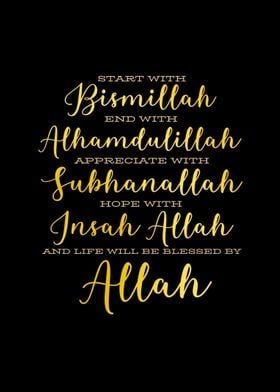 START WITH
Bismillah
END WITH
Alhamdulillah
APPRECIATE WITH
Subhanallah
HOPE WITH
Insah Allah
AND LIFE WILL BE BLESSED BY
Allah